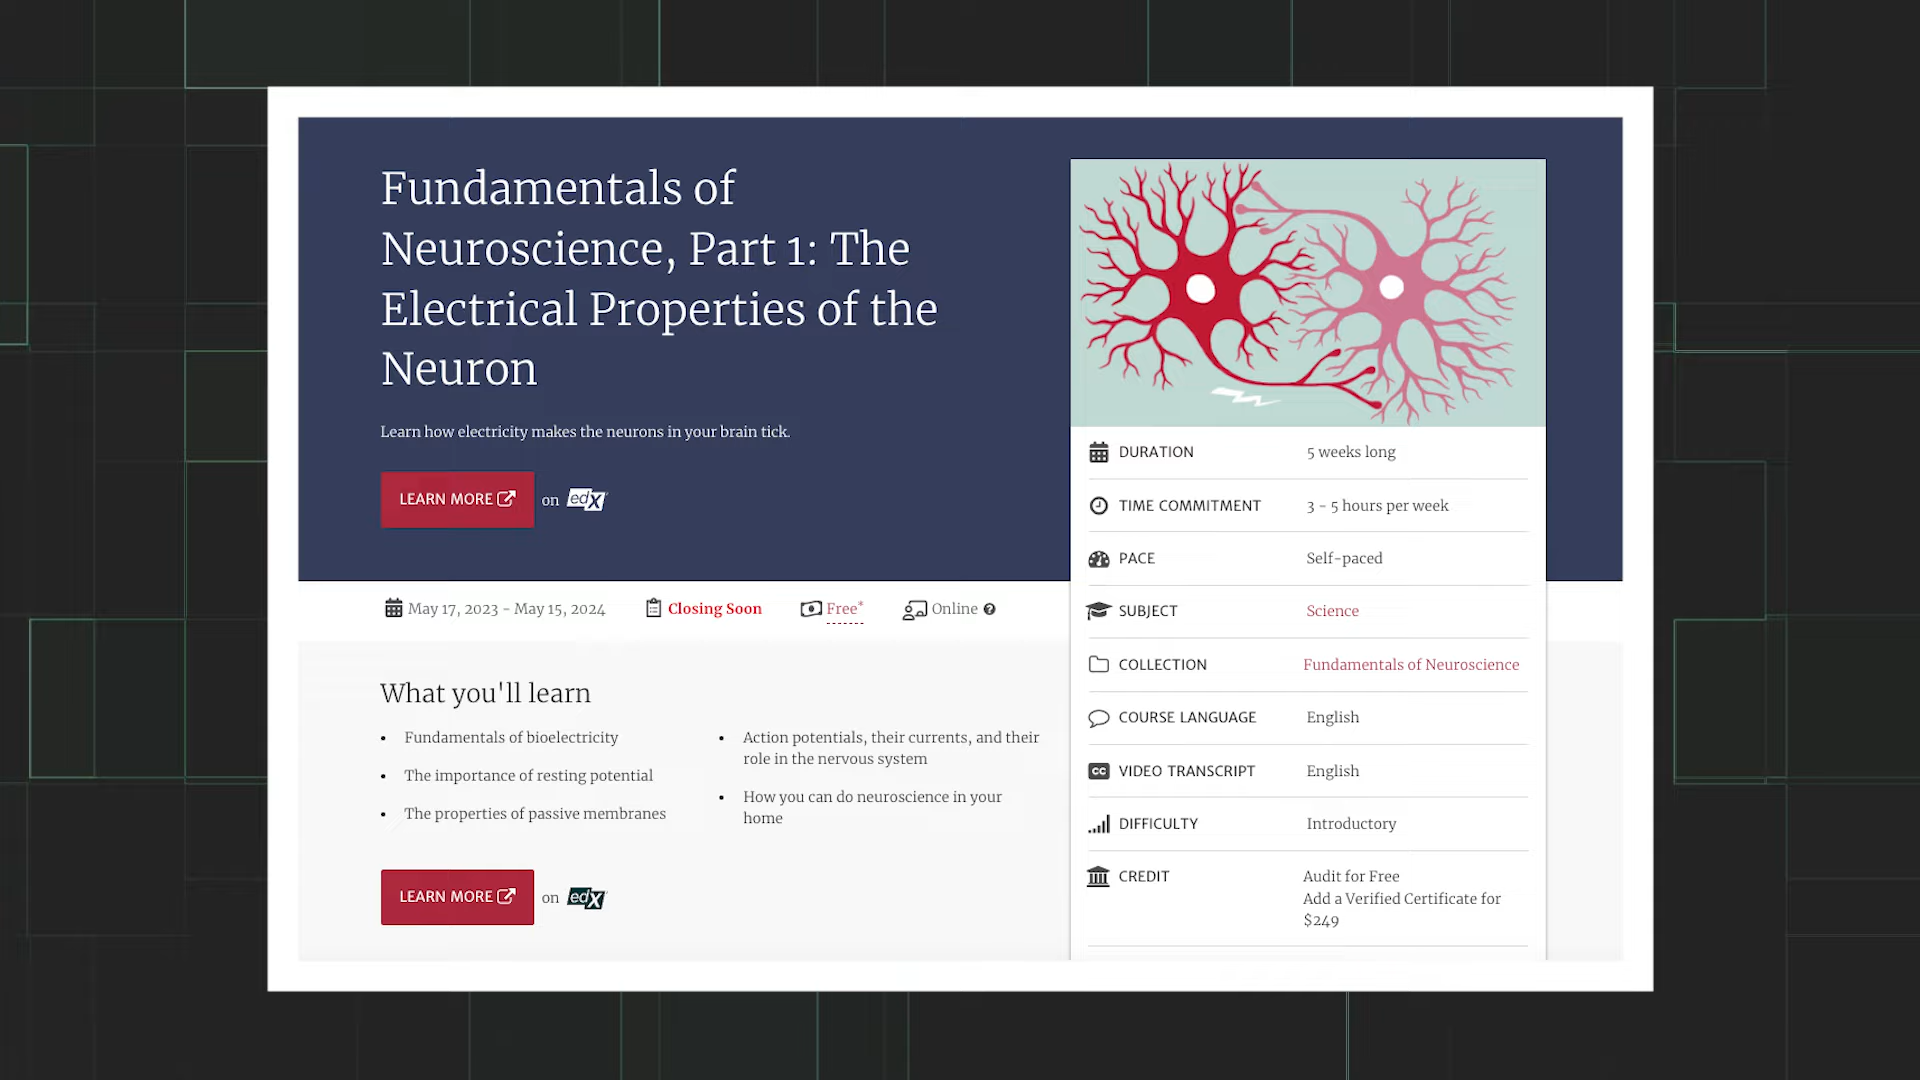 Fundamentals of
Neuroscience, Part 1: The
Electrical Properties of the
Neuron
Learn how electricity makes the neurons in your brain tick.
LEARN MORE on edX
May 17, 2023 - May 15, 2024 Closing Soon Free* Online ?
What you'll learn
• Fundamentals of bioelectricity
• The importance of resting potential
• The properties of passive membranes
• Action potentials, their currents, and their
role in the nervous system
• How you can do neuroscience in your
home
LEARN MORE on edX
DURATION 5 weeks long
TIME COMMITMENT 3 - 5 hours per week
PACE Self-paced
SUBJECT Science
COLLECTION Fundamentals of Neuroscience
COURSE LANGUAGE English
CC VIDEO TRANSCRIPT English
DIFFICULTY Introductory
CREDIT Audit for Free
Add a Verified Certificate for
$249